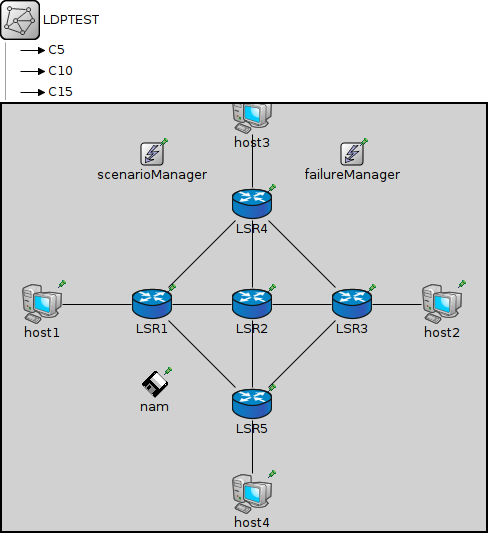 LDPTEST
C5
C10
C15
host3
scenarioManager
failureManager
LSR4
host1
LSR1
LSR2
LSR3
host2
nam
LSR5
host4